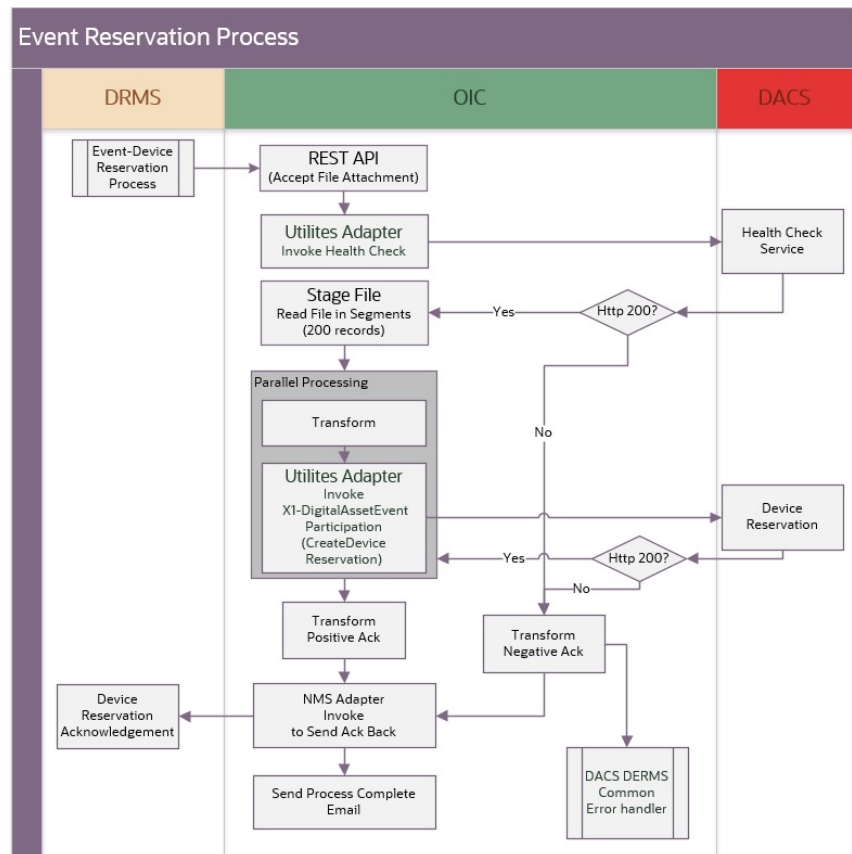 Event Reservation Process
DRMS
OIC
DACS
Event-Device
Reservation
Process
REST API
(Accept File Attachment)
Utilites Adapter
Invoke Health Check
Health Check
Service
Stage File
Read File in Segments
(200 records)
Yes
Http 200?
Parallel Processing
Transform
No
Utilites Adapter
Invoke
X1-DigitalAssetEvent
Participation
(CreateDevice
Reservation)
Device
Reservation
Yes
Http 200?
No
Transform
Positive Ack
Transform
Negative Ack
Device
Reservation
Acknowledgement
NMS Adapter
Invoke
to Send Ack Back
DACS DERMS
Common
Error handler
Send Process Complete
Email